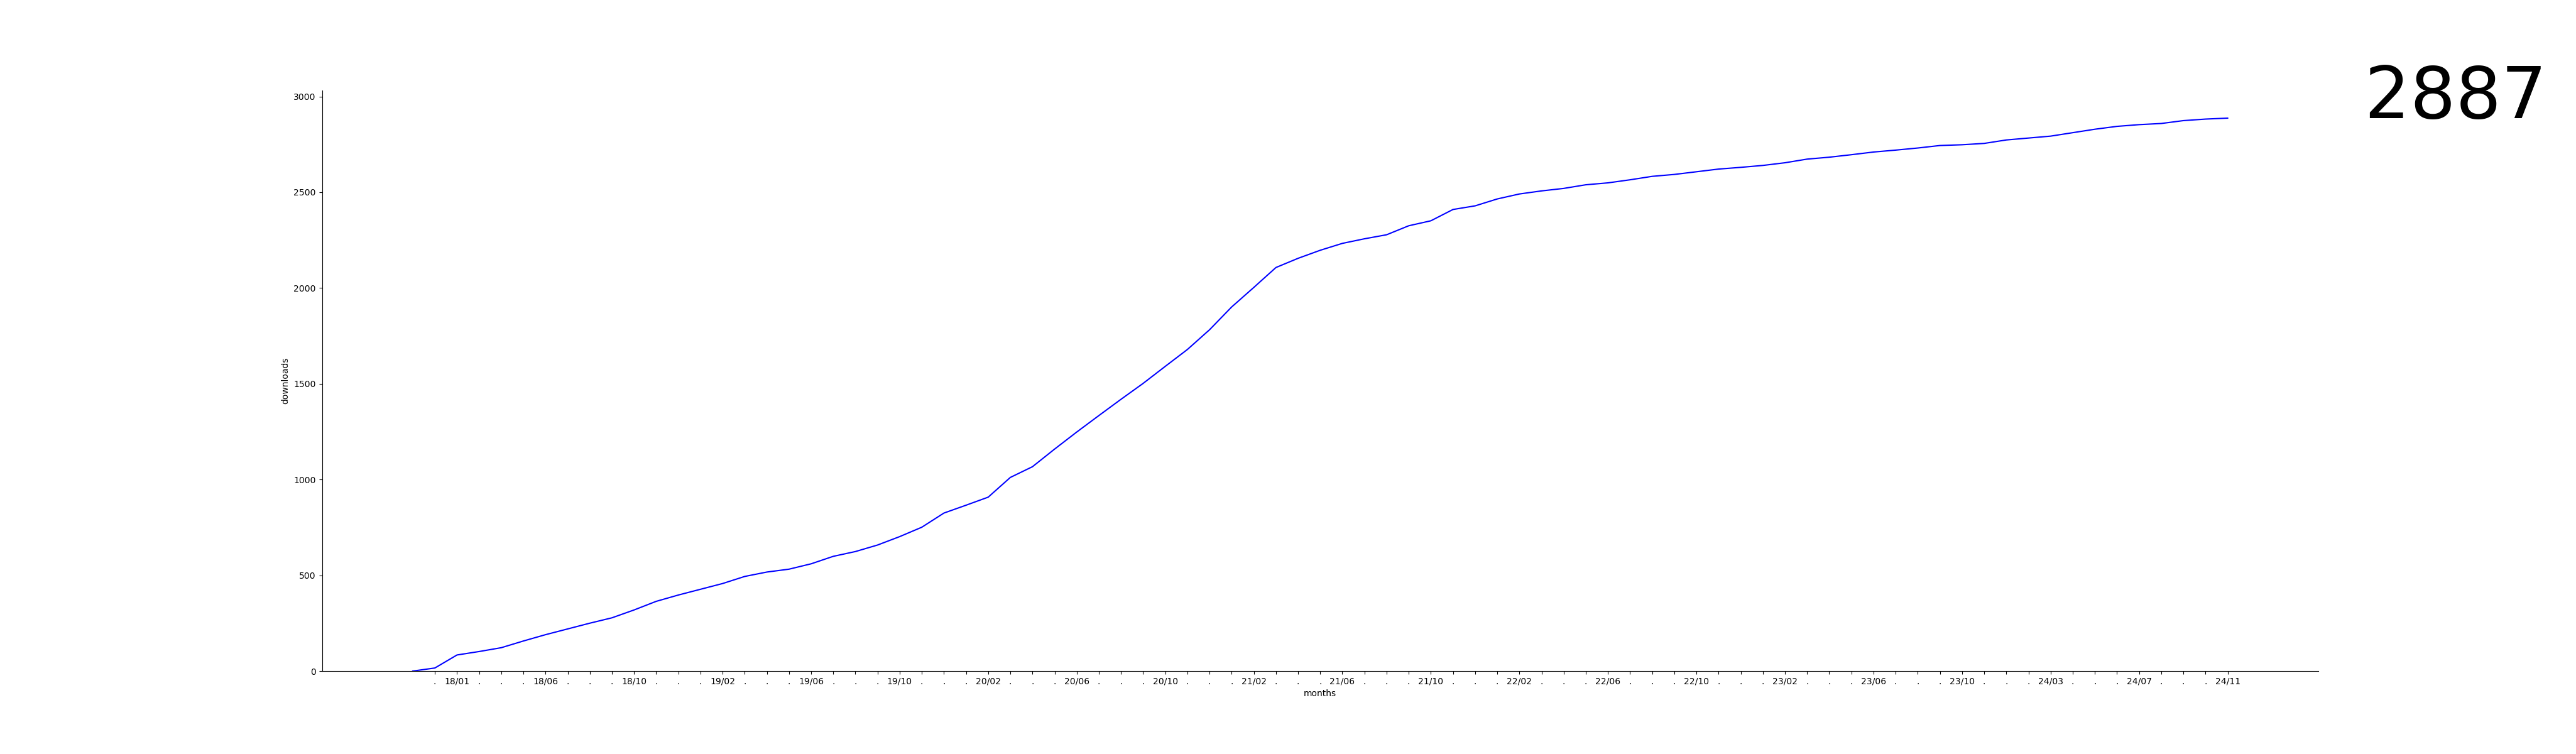 2887
3000
2500
2000
1500
1000
500
0
downloads
. 18/01 . . . 18/06 . . . 18/10 . . . 19/02 . . . 19/06 . . . 19/10 . . . 20/02 . . . 20/06 . . . 20/10 . . . 21/02 . . . 21/06 . . . 21/10 . . . 22/02 . . . 22/06 . . . 22/10 . . . 23/02 . . . 23/06 . . . 23/10 . . . 24/03 . . . 24/07 . . . 24/11
months